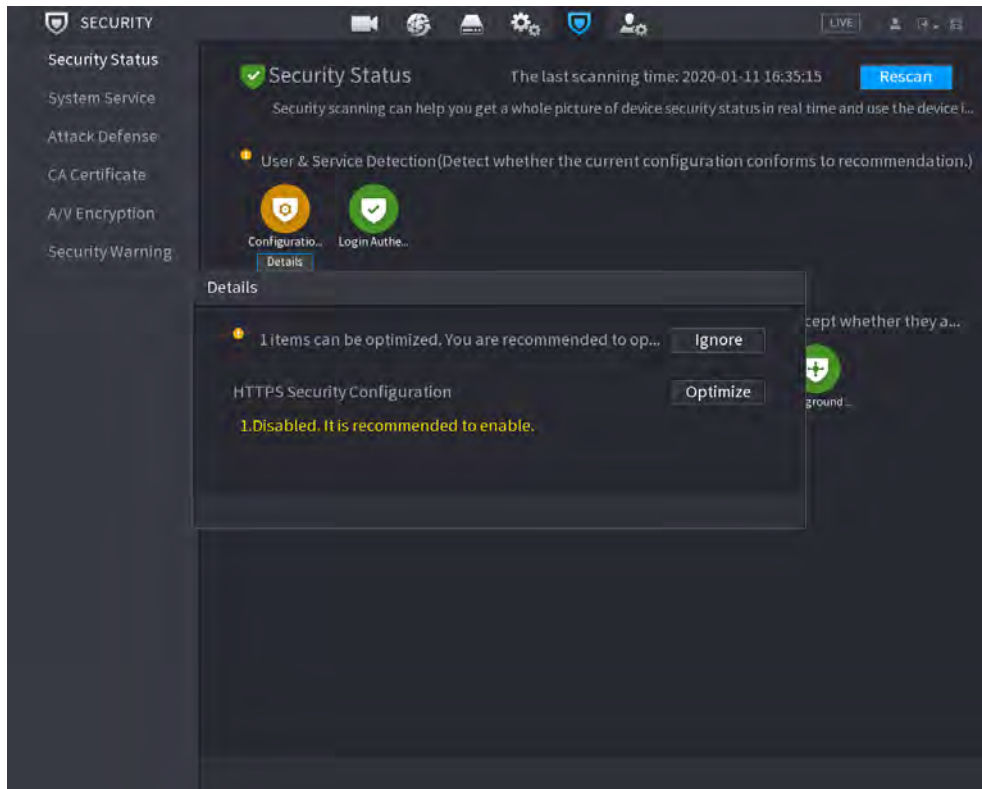 SECURITY
LIVE
Security Status
System Service
Attack Defense
CA Certificate
A/V Encryption
Security Warning
Security Status
The last scanning time: 2020-01-11 16:35:15
Rescan
Security scanning can help you get a whole picture of device security status in real time and use the device i...
User & Service Detection(Detect whether the current configuration conforms to recommendation.)
Configuratio...
Login Authe...
Details
Details
cept whether they a...
1 items can be optimized. You are recommended to op...
Ignore
ground ...
HTTPS Security Configuration
Optimize
1.Disabled. It is recommended to enable.